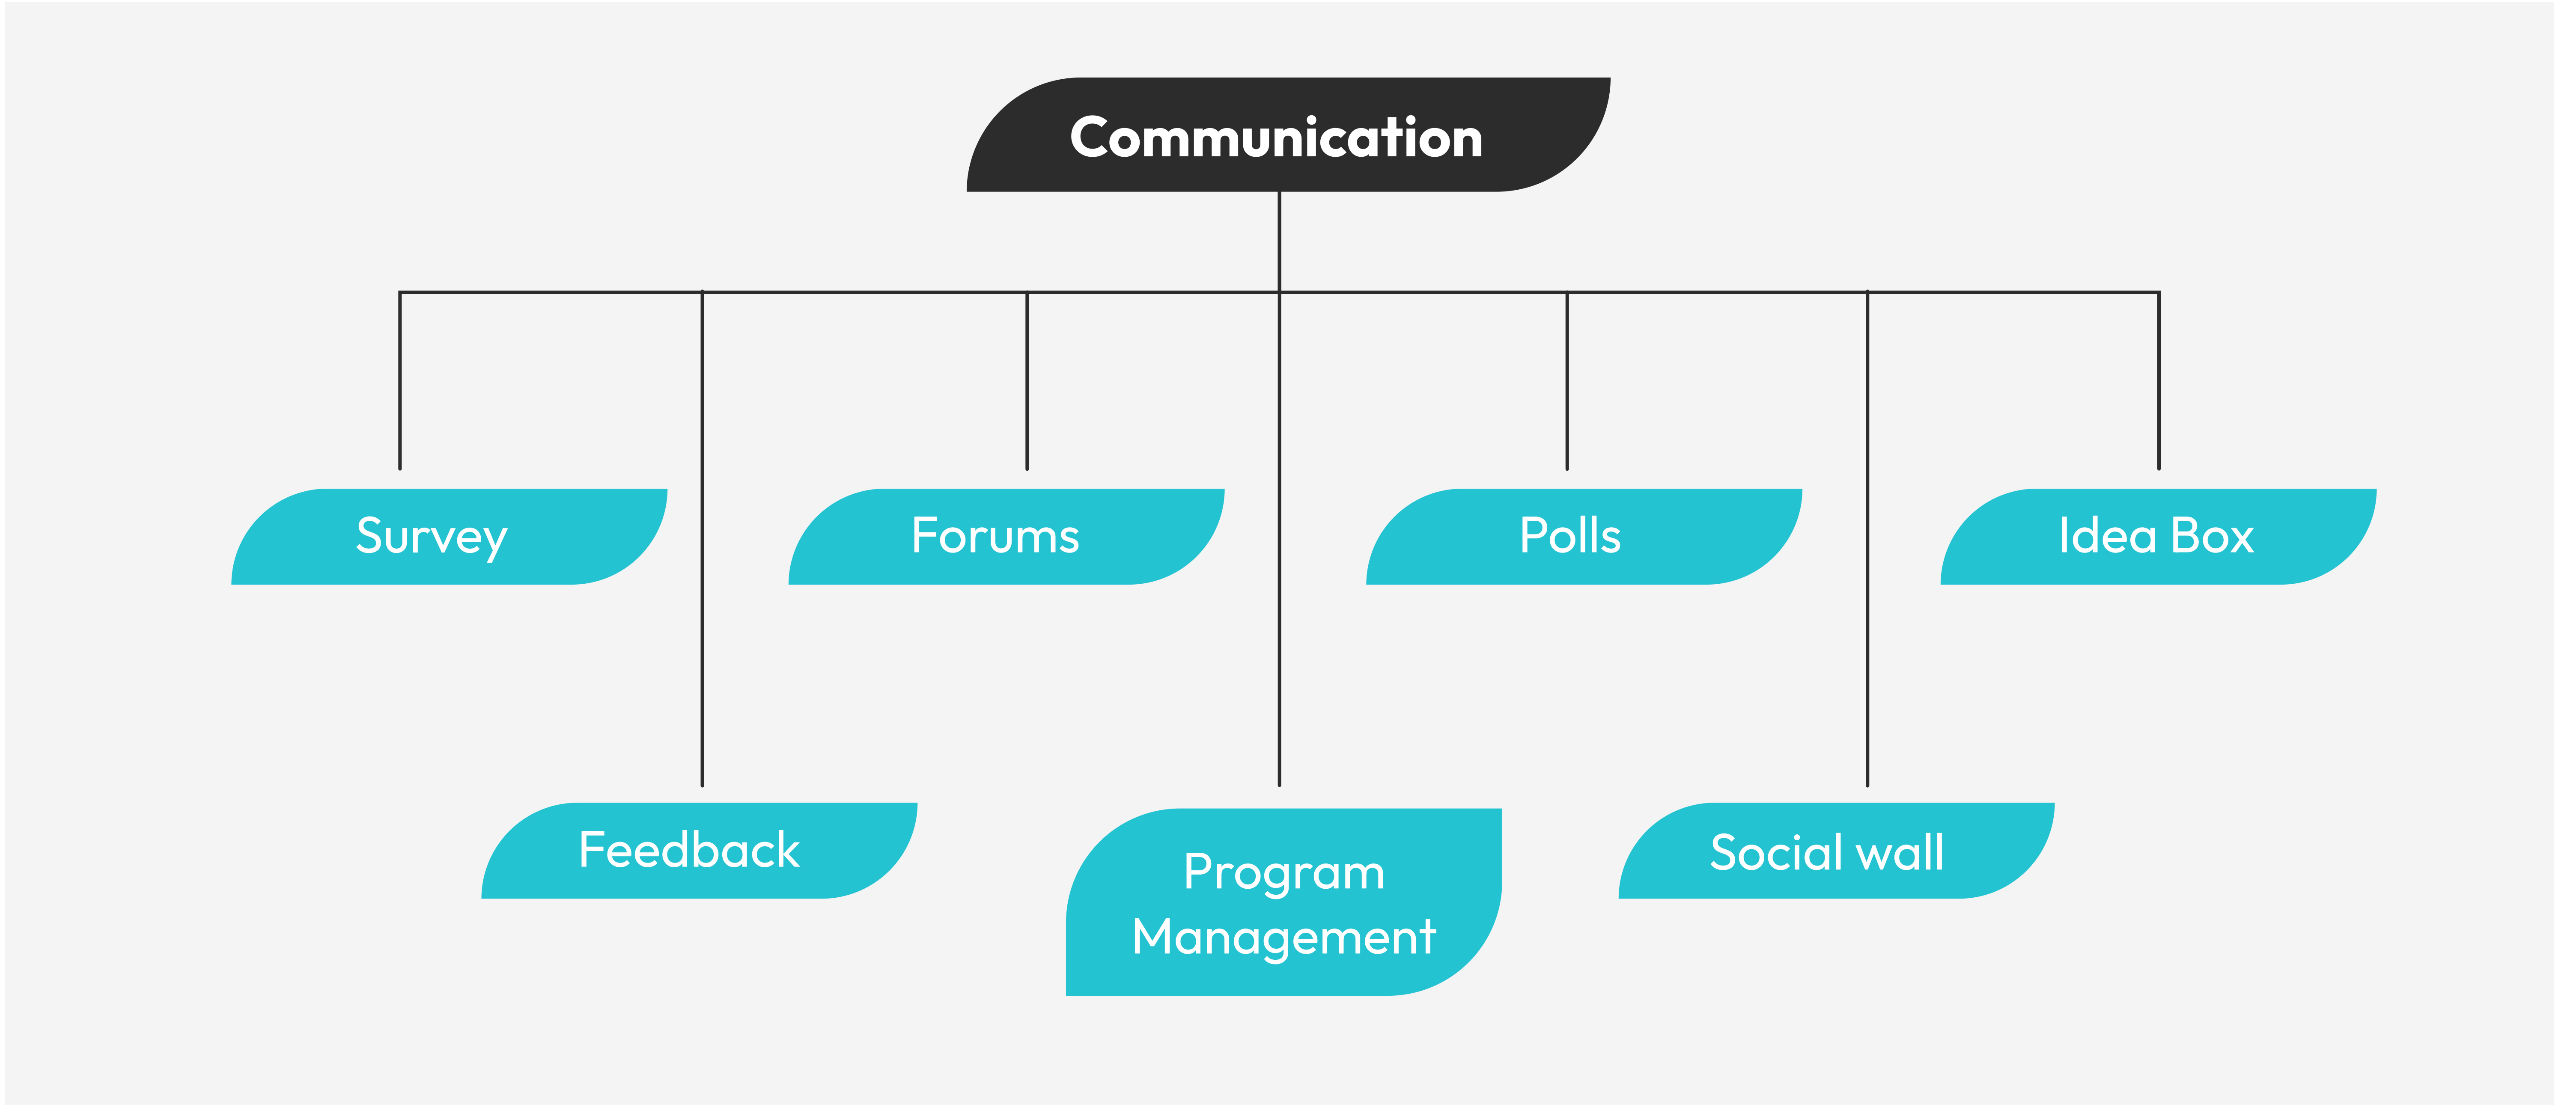 Communication
Survey
Forums
Polls
Idea Box
Feedback
Program
Management
Social wall